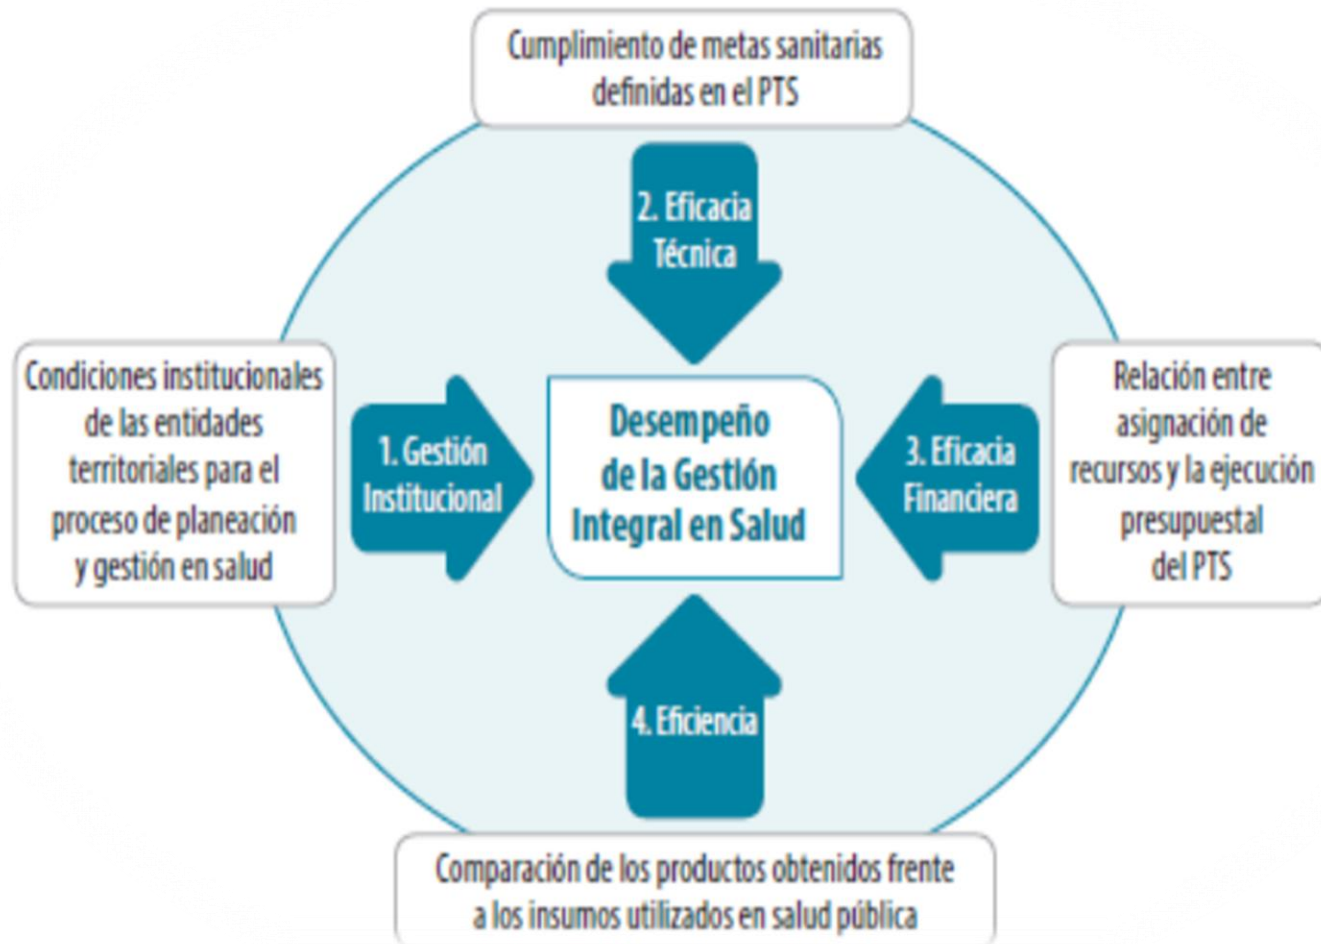 Cumplimiento de metas sanitarias
definidas en el PTS
2. Eficacia
Técnica
Condiciones institucionales
de las entidades
territoriales para el
proceso de planeación
y gestión en salud
1. Gestión
Institucional
Desempeño
de la Gestión
Integral en Salud
3. Eficacia
Financiera
Relación entre
asignación de
recursos y la ejecución
presupuestal
del PTS
4. Eficiencia
Comparación de los productos obtenidos frente
a los insumos utilizados en salud pública